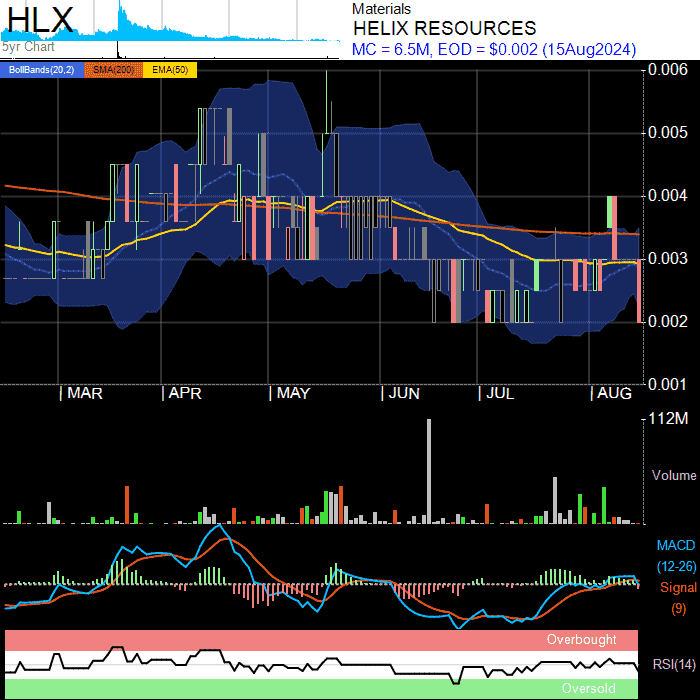 HLX
5yr Chart
Materials
HELIX RESOURCES
MC = 6.5M, EOD = $0.002 (15Aug2024)
BollBands(20,2) SMA(200) EMA(50)
0.006
0.005
0.004
0.003
0.002
0.001
MAR APR MAY JUN JUL AUG
112M
Volume
MACD
(12-26)
Signal
(9)
Overbought
RSI(14)
Oversold